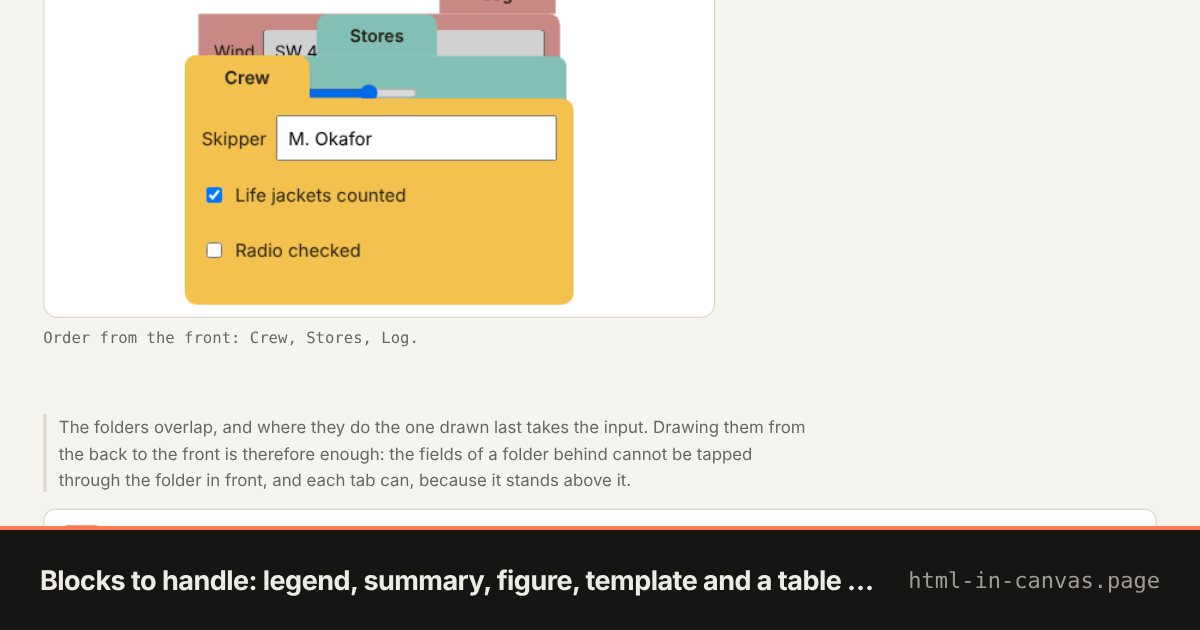 Stores
Wind SW 4
Crew
Skipper M. Okafor
Life jackets counted
Radio checked
Order from the front: Crew, Stores, Log.
The folders overlap, and where they do the one drawn last takes the input. Drawing them from
the back to the front is therefore enough: the fields of a folder behind cannot be tapped
through the folder in front, and each tab can, because it stands above it.
Blocks to handle: legend, summary, figure, template and a table …
html-in-canvas.page